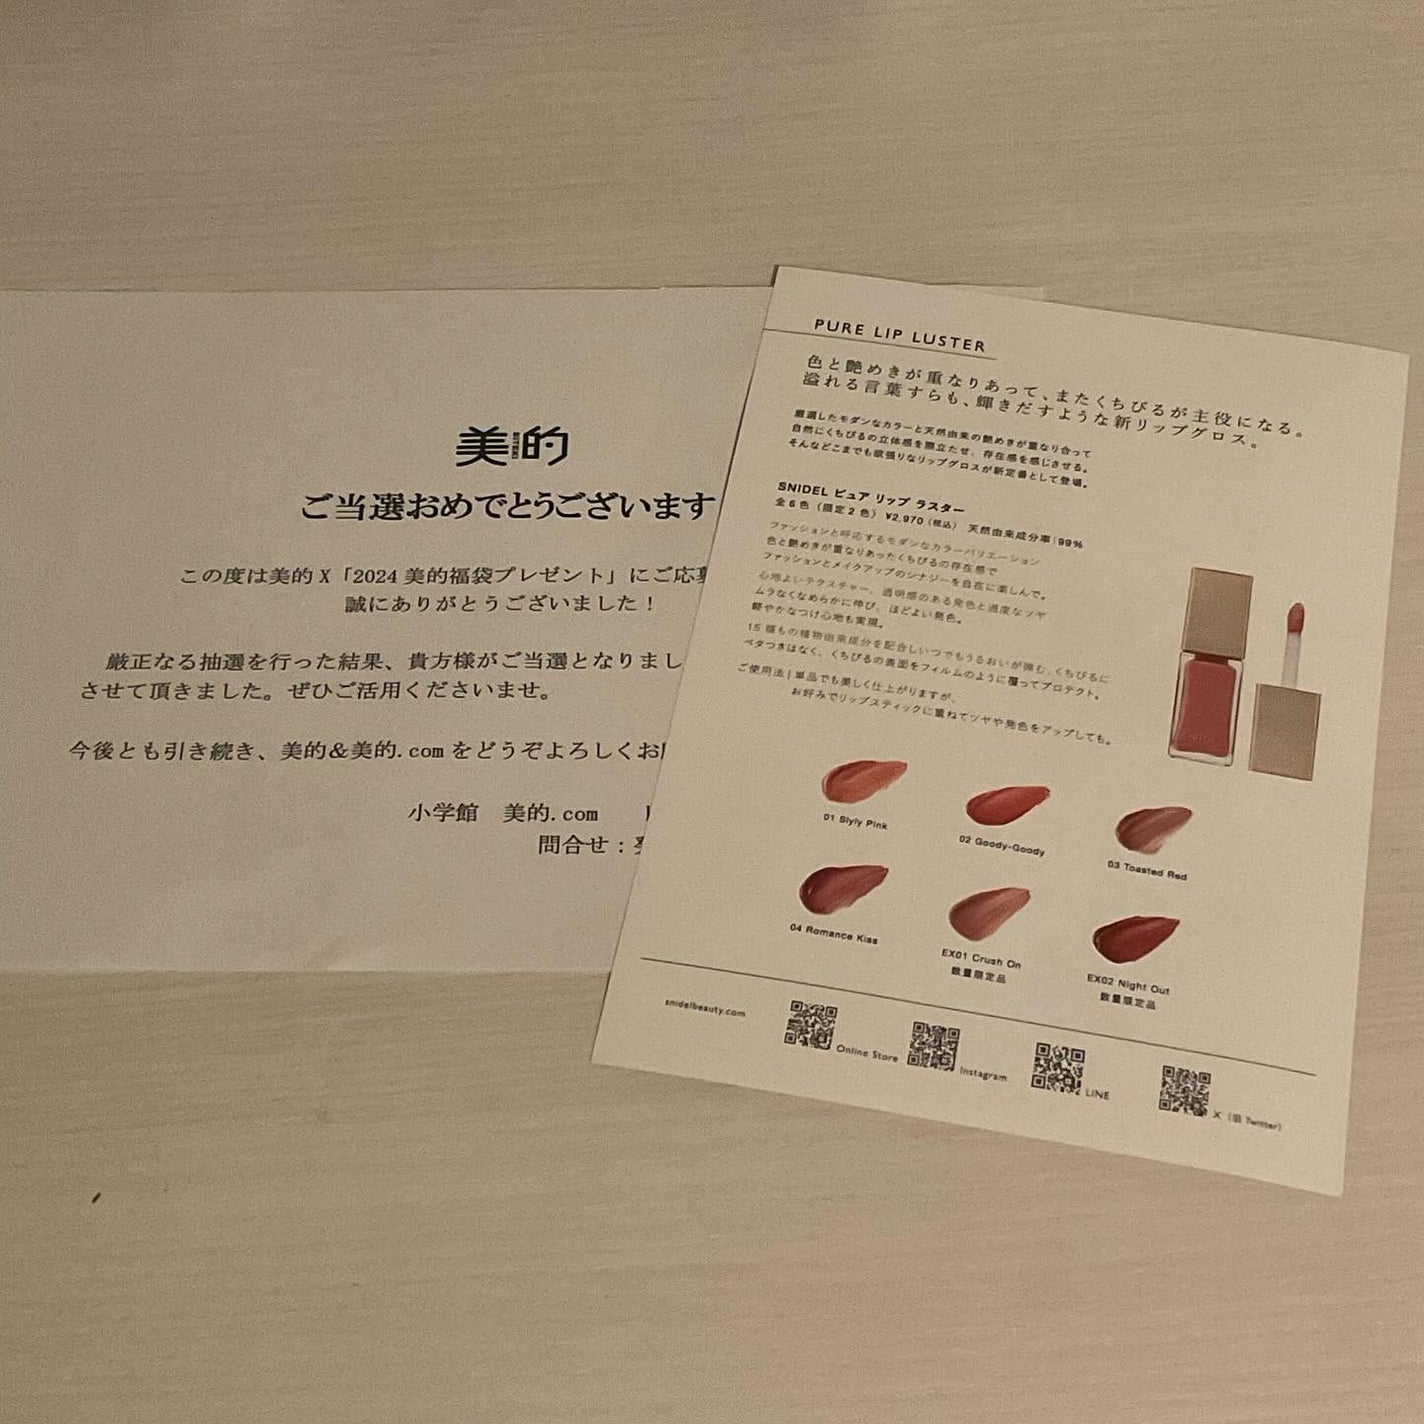 美的
ご当選おめでとうございます
この度は美的X「2024美的福袋プレゼント」にご応
誠にありがとうございました!
厳正なる抽選を行った結果、貴方様がご当選となりまし
させて頂きました。ぜひご活用くださいませ。
今後とも引き続き、美的&美的.comをどうぞよろしくお
小学館 美的.com
問合せ:
PURE LIP LUSTER
色と艶めきが重なりあって、またくちびるが主役になる。
溢れる言葉すらも、輝きだすような新リップグロス。
厳選したモダンなカラーと天然由来の艶めきが重なり合って
自然にくちびるの立体感を際立たせ、存在感を感じさせる。
そんなどこまでも欲張りなリップグロスが新定番として登場。
SNIDEL ピュア リップ ラスター
全6色(限定2色)¥2,970(税込) 天然由来成分率|99%
ファッションと呼応するモダンなカラーバリエーション
色と艶めきが重なりあったくちびるの存在感で
ファッションとメイクアップのシナジーを自在に楽しんで。
心地よいテクスチャー、透明感のある発色と適度なツヤ
ムラなくなめらかに伸び、ほどよい発色。
軽やかなつけ心地も実現。
15種もの植物由来成分を配合しいつでもうるおいが弾む、くちびるに
ベタつきはなく、くちびるの表面をフィルムのように覆ってプロテクト。
ご使用法|単品でも美しく仕上がりますが、
お好みでリップスティックに重ねてツヤや発色をアップしても。
01 Slyly Pink
02 Goody-Goody
03 Toasted Red
04 Romance Kiss
EX01 Crush On
数量限定品
EX02 Night Out
数量限定品
snidelbeauty.com
Online Store
Instagram
LINE
X(旧 Twitter)